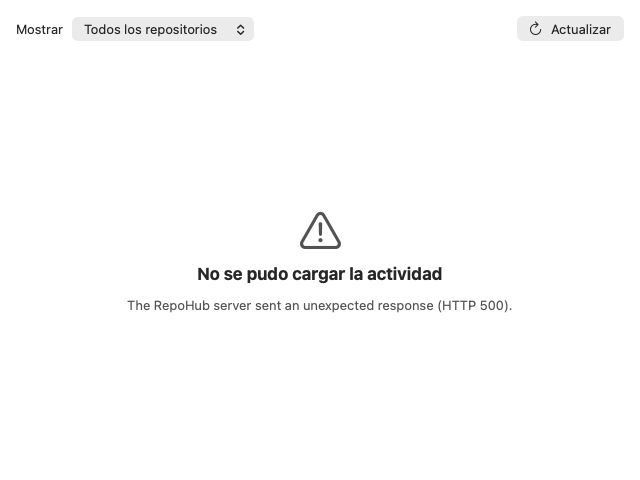 Mostrar Todos los repositorios Actualizar
No se pudo cargar la actividad
The RepoHub server sent an unexpected response (HTTP 500).